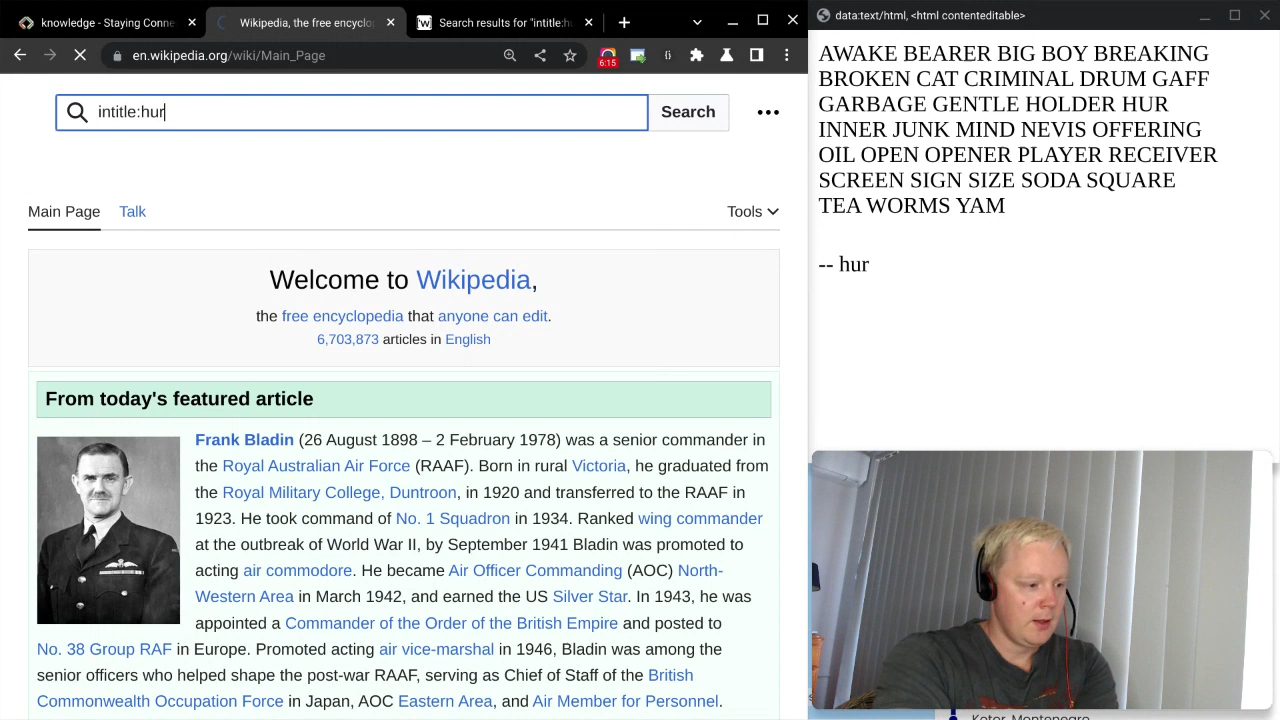 knowledge - Staying Conne
Wikipedia, the free encyclop
Search results for "intitle:hu
data:text/html, <html contenteditable>
en.wikipedia.org/wiki/Main_Page
6:15
intitle:hur
Search
Main Page
Talk
Tools
Welcome to Wikipedia,
the free encyclopedia that anyone can edit.
6,703,873 articles in English
From today's featured article
Frank Bladin (26 August 1898 – 2 February 1978) was a senior commander in
the Royal Australian Air Force (RAAF). Born in rural Victoria, he graduated from
the Royal Military College, Duntroon, in 1920 and transferred to the RAAF in
1923. He took command of No. 1 Squadron in 1934. Ranked wing commander
at the outbreak of World War II, by September 1941 Bladin was promoted to
acting air commodore. He became Air Officer Commanding (AOC) North-
Western Area in March 1942, and earned the US Silver Star. In 1943, he was
appointed a Commander of the Order of the British Empire and posted to
No. 38 Group RAF in Europe. Promoted acting air vice-marshal in 1946, Bladin was among the
senior officers who helped shape the post-war RAAF, serving as Chief of Staff of the British
Commonwealth Occupation Force in Japan, AOC Eastern Area, and Air Member for Personnel.
AWAKE BEARER BIG BOY BREAKING
BROKEN CAT CRIMINAL DRUM GAFF
GARBAGE GENTLE HOLDER HUR
INNER JUNK MIND NEVIS OFFERING
OIL OPEN OPENER PLAYER RECEIVER
SCREEN SIGN SIZE SODA SQUARE
TEA WORMS YAM
-- hur
Kotor, Montenegro